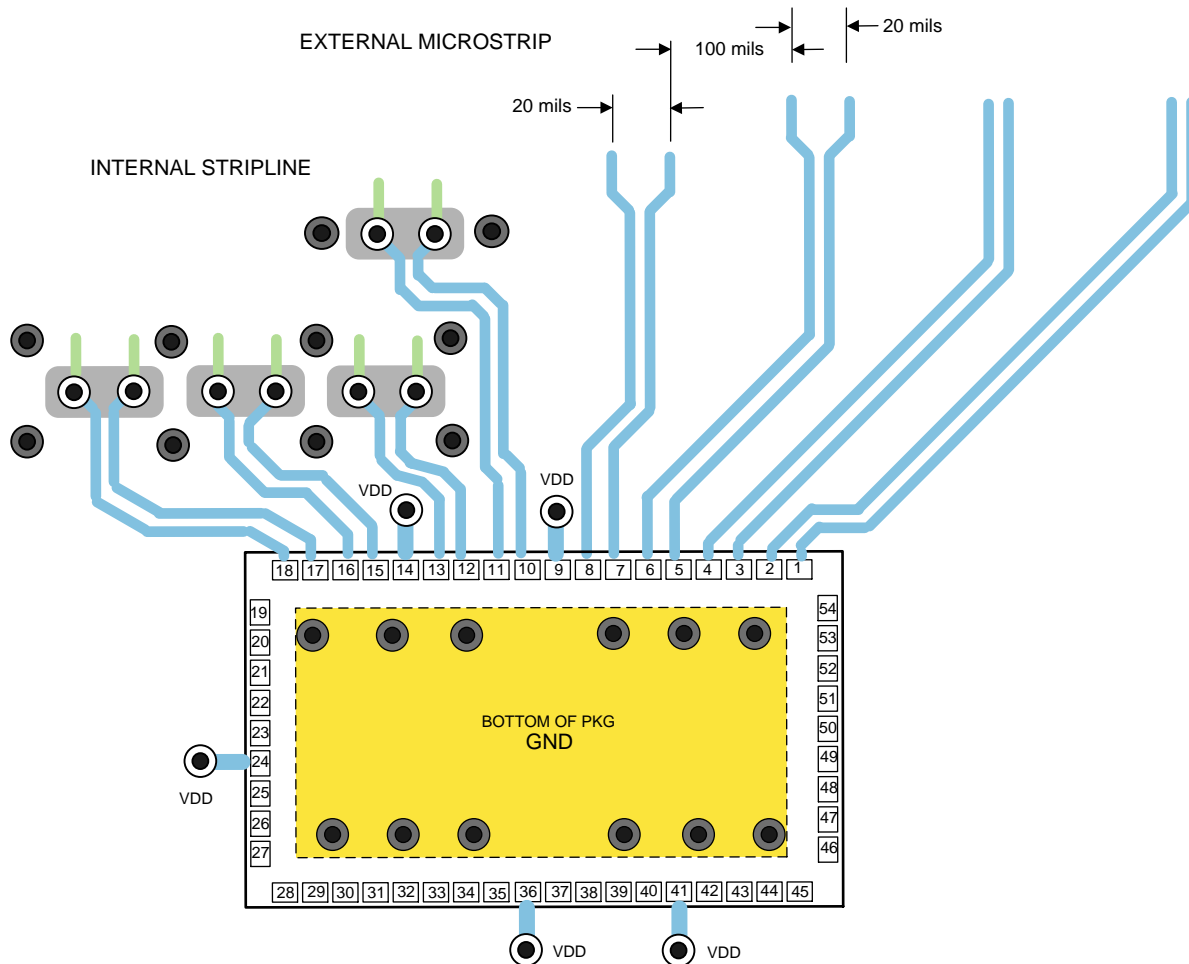 EXTERNAL MICROSTRIP
20 mils
100 mils
20 mils
INTERNAL STRIPLINE
VDD
VDD
18 17 16 15 14 13 12 11 10 9 8 7 6 5 4 3 2 1
19
20
21
22
23
24
25
26
27
54
53
52
51
50
49
48
47
46
BOTTOM OF PKG
GND
VDD
28 29 30 31 32 33 34 35 36 37 38 39 40 41 42 43 44 45
VDD
VDD